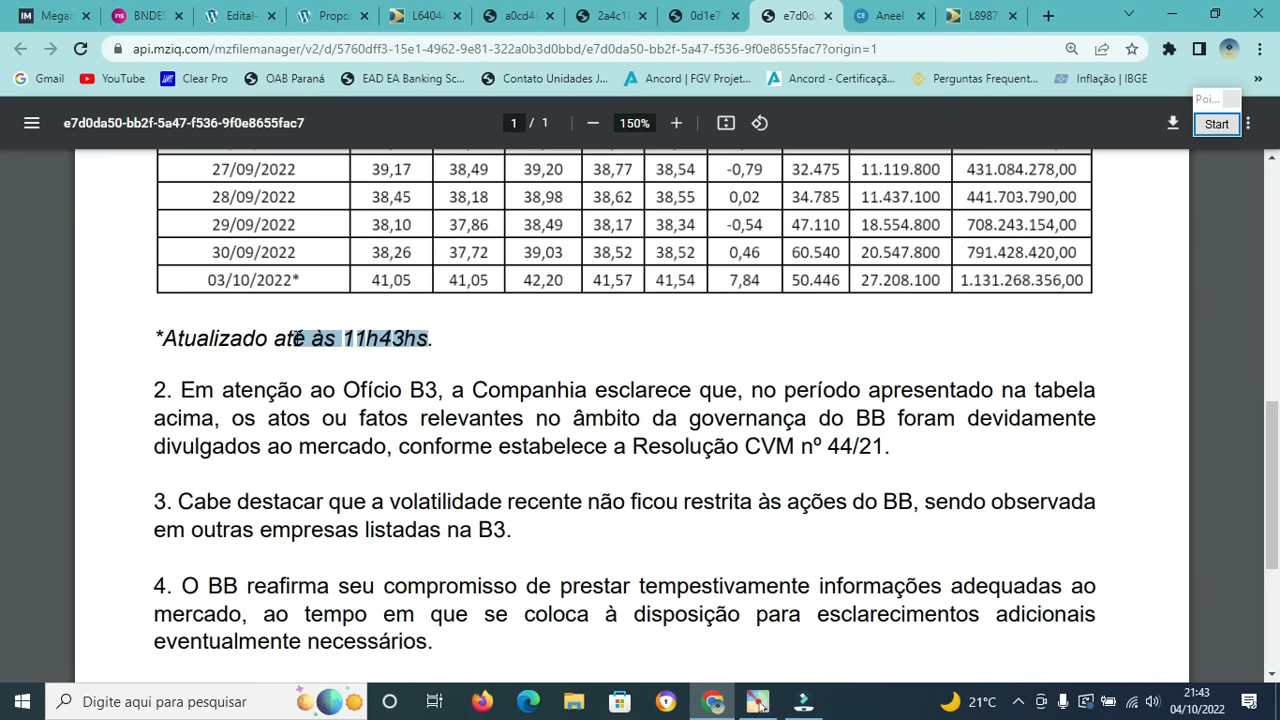 Mega
BNDES
Edital-
Propos
L6404
a0cd4
2a4c1
0d1e7
e7d0d
Aneel
L8987
api.mziq.com/mzfilemanager/v2/d/5760dff3-15e1-4962-9e81-322a0b3d0bbd/e7d0da50-bb2f-5a47-f536-9f0e8655fac7?origin=1
Gmail YouTube Clear Pro OAB Paraná EAD EA Banking Sc... Contato Unidades J... Ancord | FGV Projet... Ancord - Certificaçã... Perguntas Frequent... Inflação | IBGE »
Poi...
Start
e7d0da50-bb2f-5a47-f536-9f0e8655fac7 1 / 1 150%
27/09/2022 39,17 38,49 39,20 38,77 38,54 -0,79 32.475 11.119.800 431.084.278,00
28/09/2022 38,45 38,18 38,98 38,62 38,55 0,02 34.785 11.437.100 441.703.790,00
29/09/2022 38,10 37,86 38,49 38,17 38,34 -0,54 47.110 18.554.800 708.243.154,00
30/09/2022 38,26 37,72 39,03 38,52 38,52 0,46 60.540 20.547.800 791.428.420,00
03/10/2022* 41,05 41,05 42,20 41,57 41,54 7,84 50.446 27.208.100 1.131.268.356,00
*Atualizado até às 11h43hs.
2. Em atenção ao Ofício B3, a Companhia esclarece que, no período apresentado na tabela
acima, os atos ou fatos relevantes no âmbito da governança do BB foram devidamente
divulgados ao mercado, conforme estabelece a Resolução CVM nº 44/21.
3. Cabe destacar que a volatilidade recente não ficou restrita às ações do BB, sendo observada
em outras empresas listadas na B3.
4. O BB reafirma seu compromisso de prestar tempestivamente informações adequadas ao
mercado, ao tempo em que se coloca à disposição para esclarecimentos adicionais
eventualmente necessários.
Digite aqui para pesquisar
21°C
21:43
04/10/2022